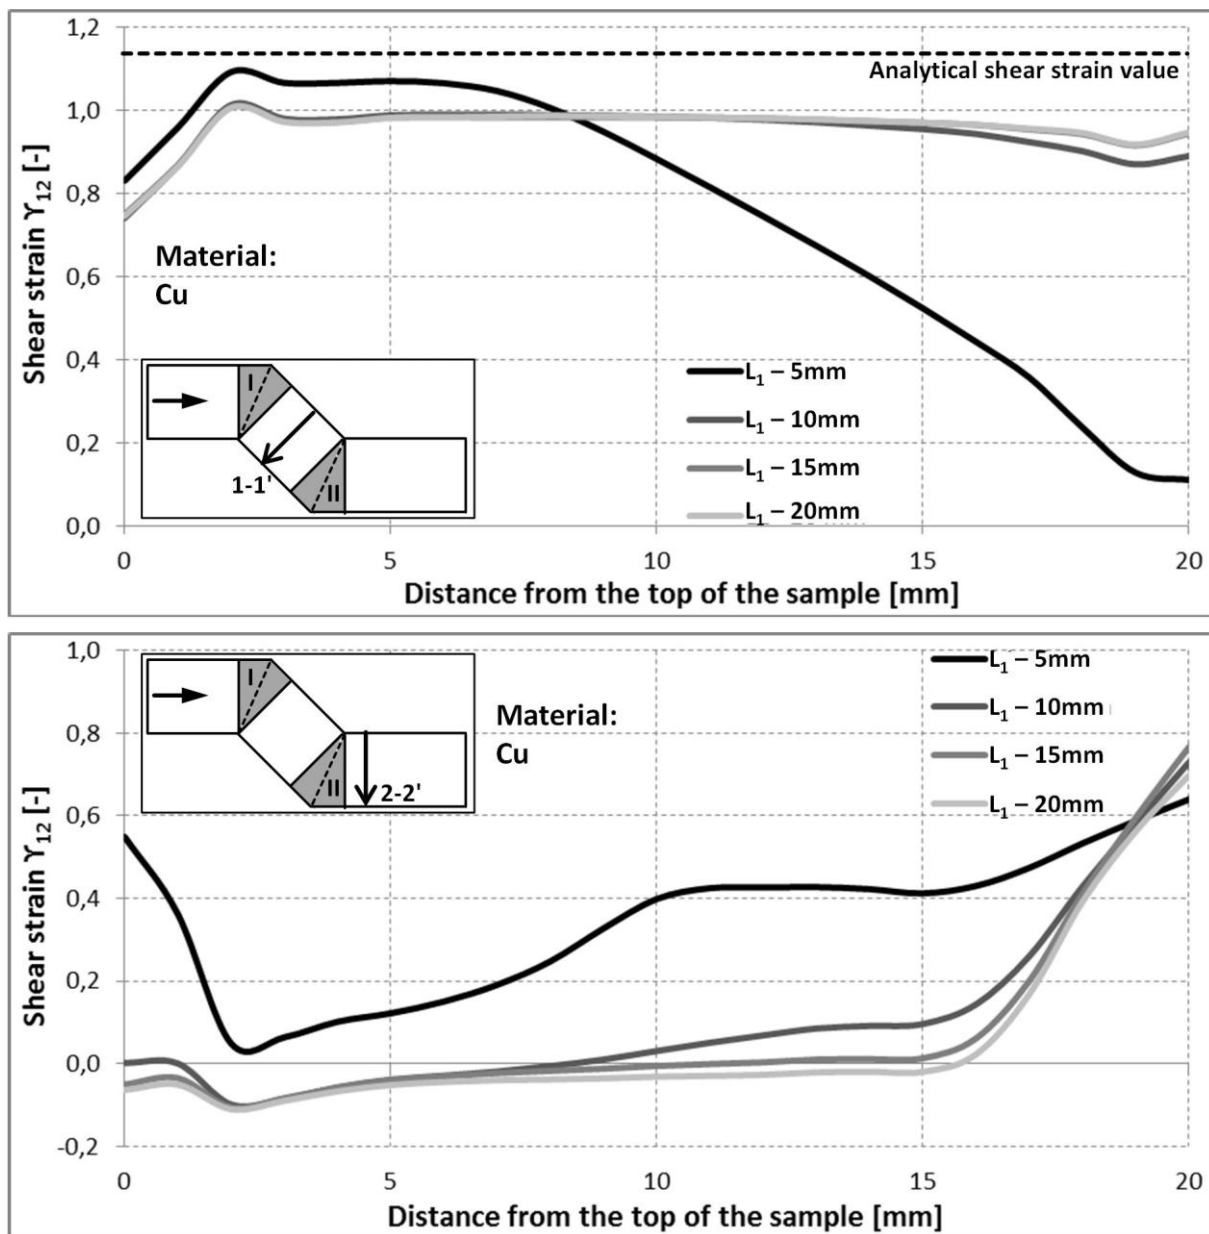 1,2
1,0
0,8
0,6
0,4
0,2
0,0
Shear strain ϒ₁₂ [-]
Analytical shear strain value
Material:
Cu
I
II
1-1'
L₁ – 5mm
L₁ – 10mm
L₁ – 15mm
L₁ – 20mm
0 5 10 15 20
Distance from the top of the sample [mm]
1,0
0,8
0,6
0,4
0,2
0,0
-0,2
Shear strain ϒ₁₂ [-]
I
II
2-2'
Material:
Cu
L₁ – 5mm
L₁ – 10mm
L₁ – 15mm
L₁ – 20mm
0 5 10 15 20
Distance from the top of the sample [mm]